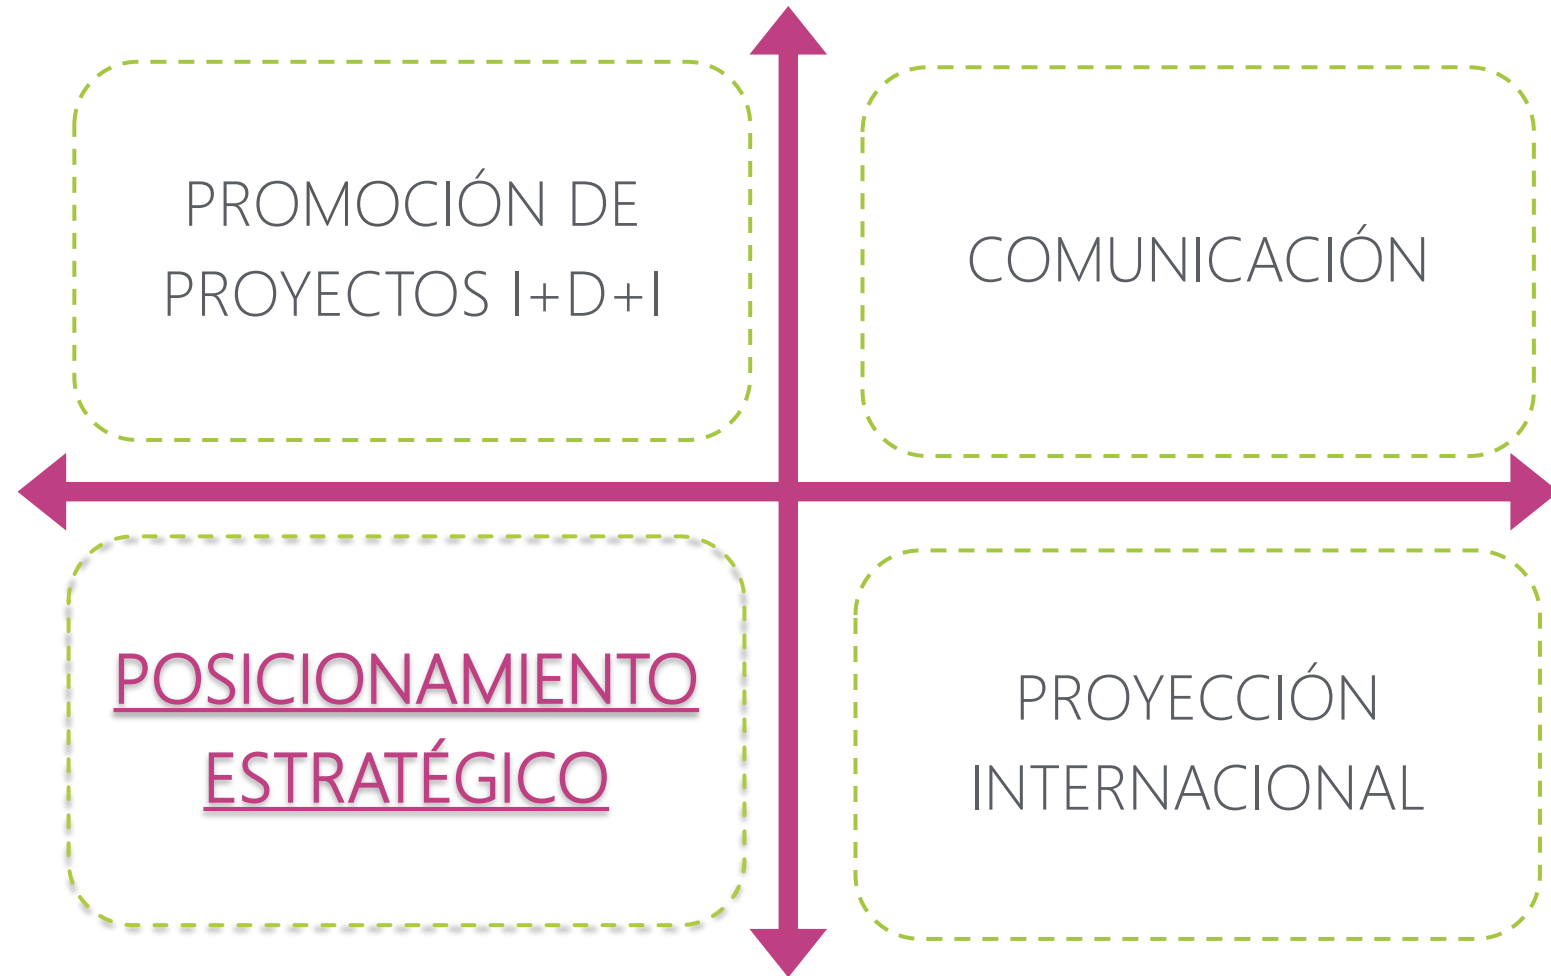 PROMOCIÓN DE
PROYECTOS I+D+I
COMUNICACIÓN
POSICIONAMIENTO
ESTRATÉGICO
PROYECCIÓN
INTERNACIONAL